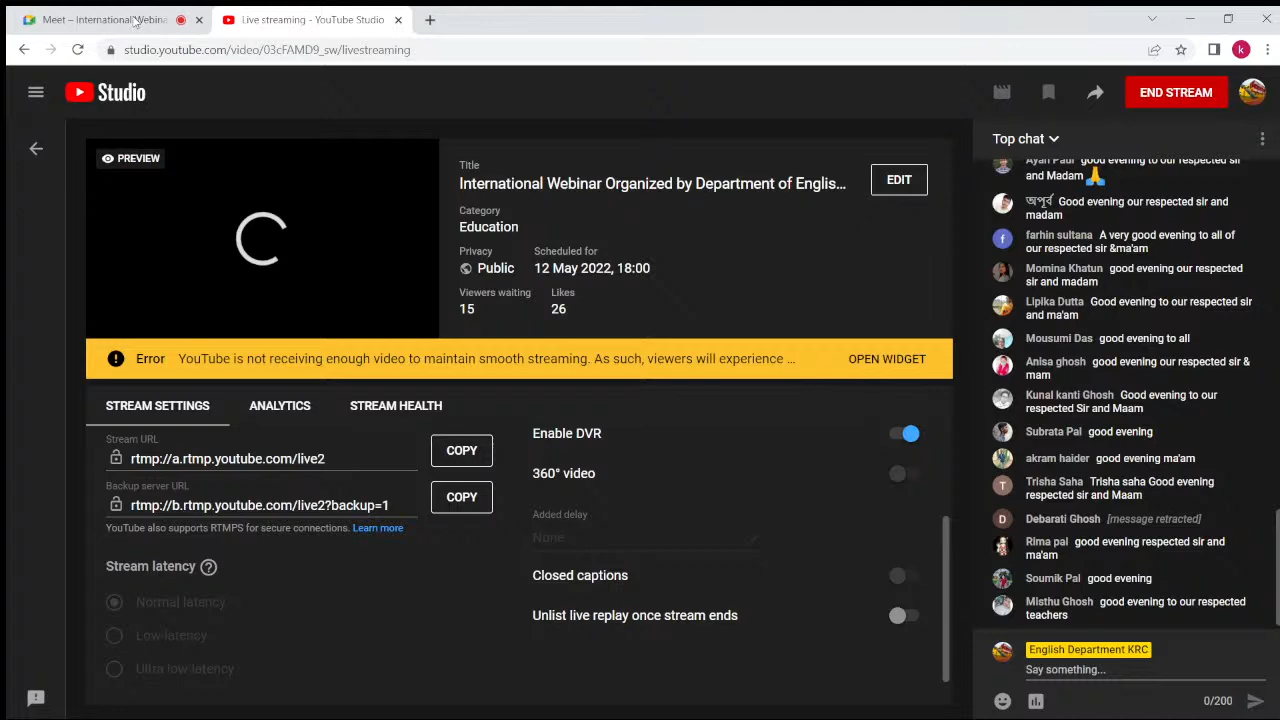 Meet – International Webina
Live streaming - YouTube Studio
studio.youtube.com/video/03cFAMD9_sw/livestreaming
k
Studio
END STREAM
PREVIEW
Title
International Webinar Organized by Department of Englis...
EDIT
Category
Education
Privacy
Scheduled for
Public
12 May 2022, 18:00
Viewers waiting
Likes
15
26
Error YouTube is not receiving enough video to maintain smooth streaming. As such, viewers will experience ...
OPEN WIDGET
STREAM SETTINGS
ANALYTICS
STREAM HEALTH
Stream URL
rtmp://a.rtmp.youtube.com/live2
COPY
Backup server URL
rtmp://b.rtmp.youtube.com/live2?backup=1
COPY
YouTube also supports RTMPS for secure connections. Learn more
Stream latency
Normal latency
Low-latency
Ultra low-latency
Enable DVR
360° video
Added delay
None
Closed captions
Unlist live replay once stream ends
Top chat
Ayan Paul good evening to our respected sir
and Madam 🙏
অপূর্ব Good evening our respected sir and
madam
f
farhin sultana A very good evening to all of
our respected sir &ma'am
Momina Khatun good evening our respected
sir and madam
Lipika Dutta Good evening to our respected sir
and ma'am
Mousumi Das good evening to all
Anisa ghosh good evening our respected sir &
mam
Kunal kanti Ghosh Good evening to our
respected Sir and Maam
Subrata Pal good evening
akram haider good evening ma'am
T
Trisha Saha Trisha saha Good evening
respected sir and Maam
D
Debarati Ghosh [message retracted]
Rima pal good evening respected sir and
ma'am
Soumik Pal good evening
Misthu Ghosh good evening to our respected
teachers
English Department KRC
Say something...
0/200